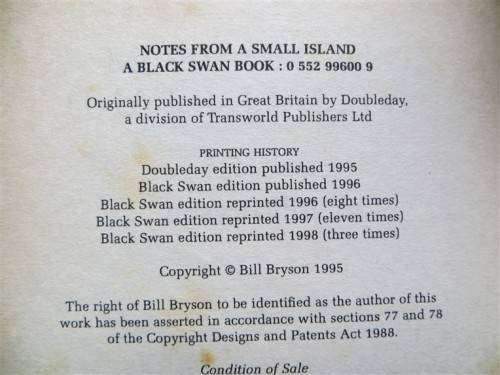 NOTES FROM A SMALL ISLAND
A BLACK SWAN BOOK : 0 552 99600 9
Originally published in Great Britain by Doubleday,
a division of Transworld Publishers Ltd
PRINTING HISTORY
Doubleday edition published 1995
Black Swan edition published 1996
Black Swan edition reprinted 1996 (eight times)
Black Swan edition reprinted 1997 (eleven times)
Black Swan edition reprinted 1998 (three times)
Copyright © Bill Bryson 1995
The right of Bill Bryson to be identified as the author of this
work has been asserted in accordance with sections 77 and 78
of the Copyright Designs and Patents Act 1988.
Condition of Sale